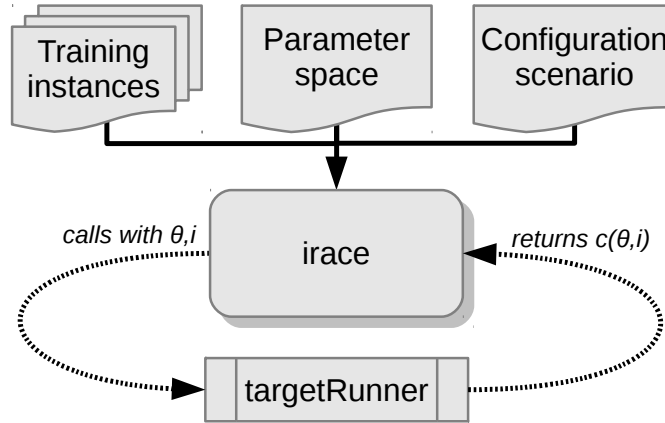 Training
instances
Parameter
space
Configuration
scenario
calls with θ,i
irace
returns c(θ,i)
targetRunner